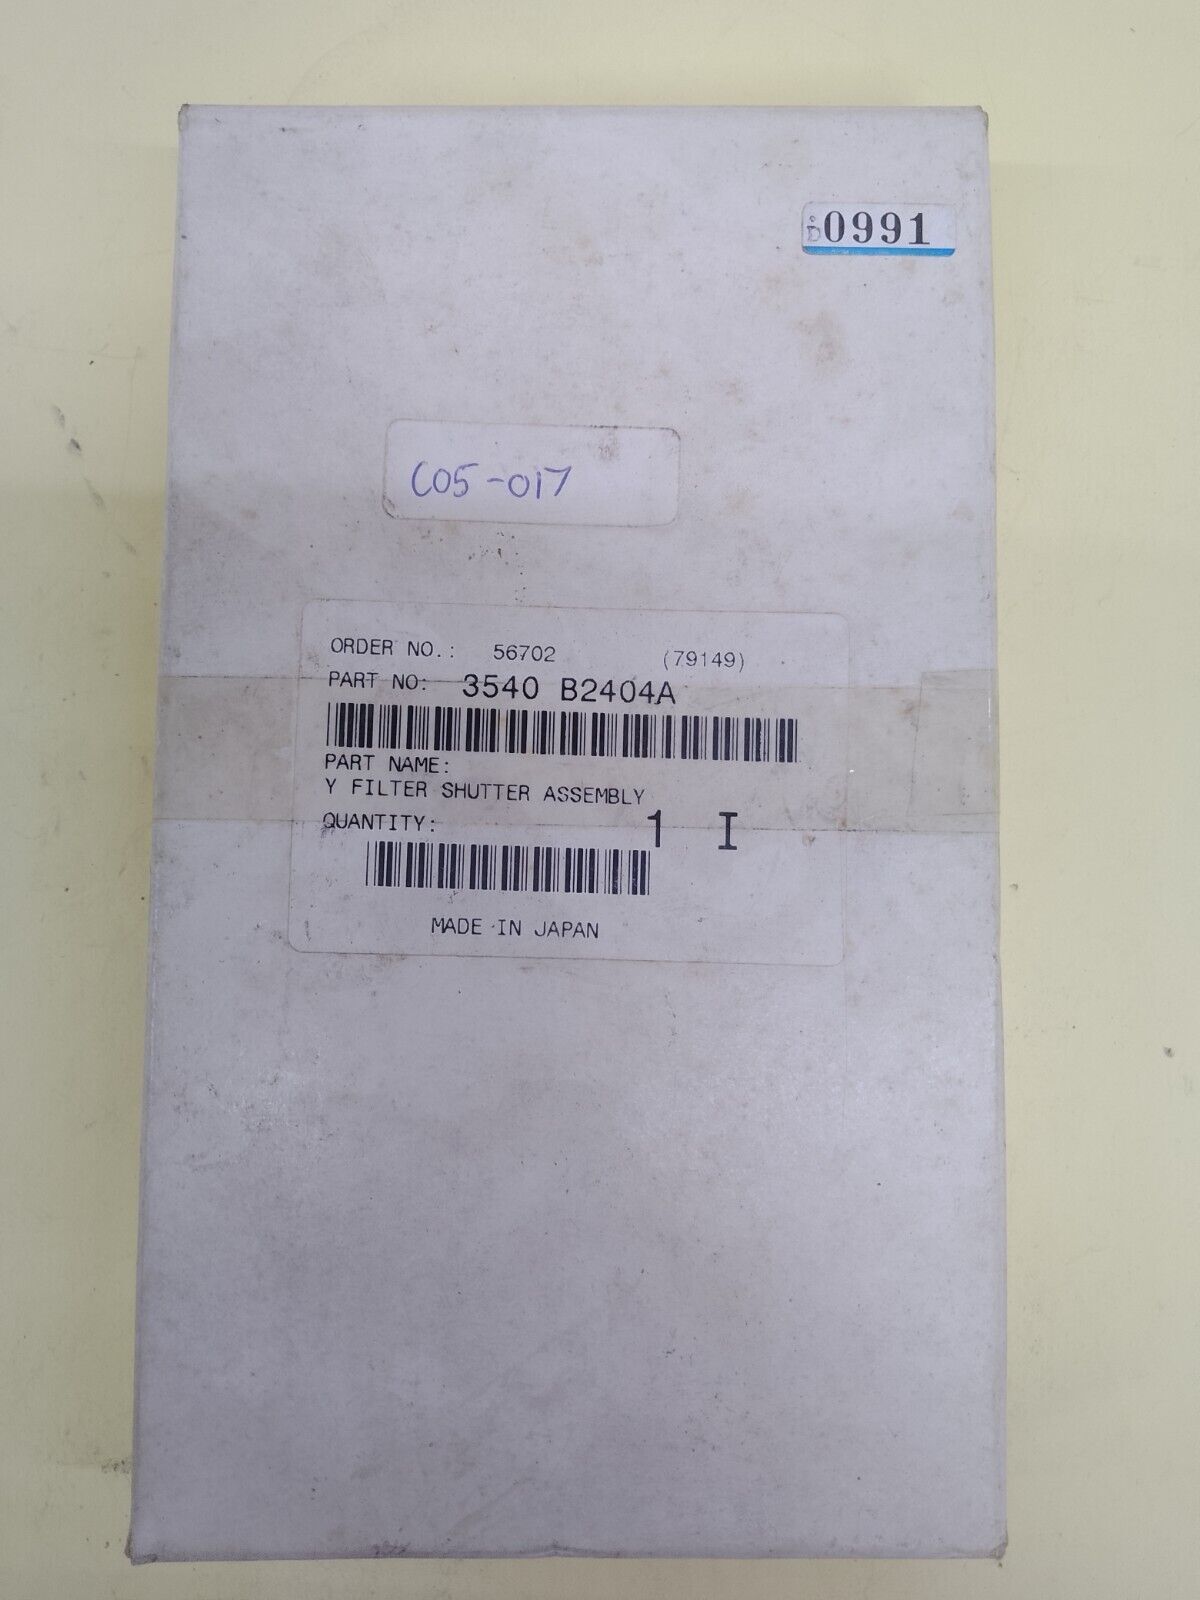 0991
C05-017
ORDER NO.: 56702 (79149)
PART NO: 3540 B2404A
PART NAME:
Y FILTER SHUTTER ASSEMBLY
QUANTITY: 1 I
MADE IN JAPAN